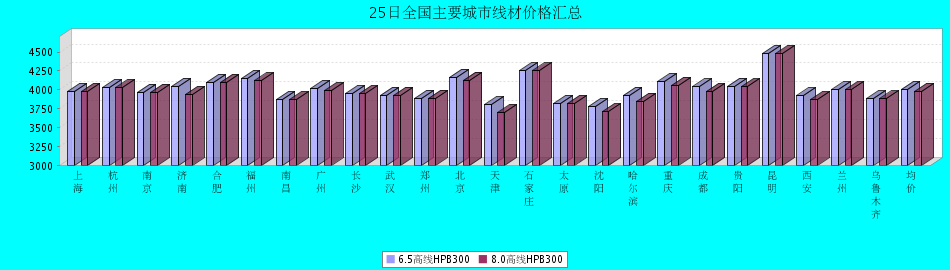 25日全国主要城市线材价格汇总
4500
4250
4000
3750
3500
3250
3000
上海 杭州 南京 济南 合肥 福州 南昌 广州 长沙 武汉 郑州 北京 天津 石家庄 太原 沈阳 哈尔滨 重庆 成都 贵阳 昆明 西安 兰州 乌鲁木齐 均价
6.5高线HPB300 8.0高线HPB300